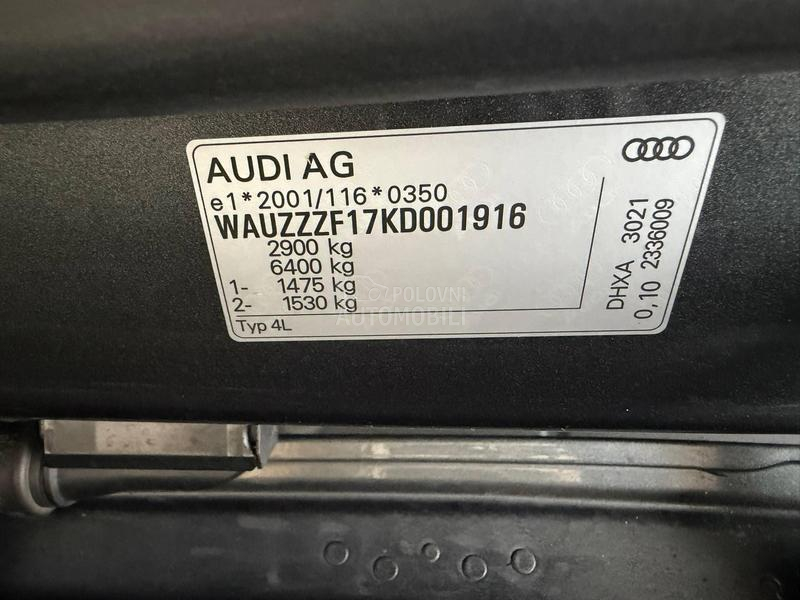 AUDI AG
e1*2001/116*0350
WAUZZZF17KD001916
2900 kg
6400 kg
1- 1475 kg
2- 1530 kg
Typ 4L
DHXA 3021
0,10 2336009
POLOVNI
AUTOMOBILI